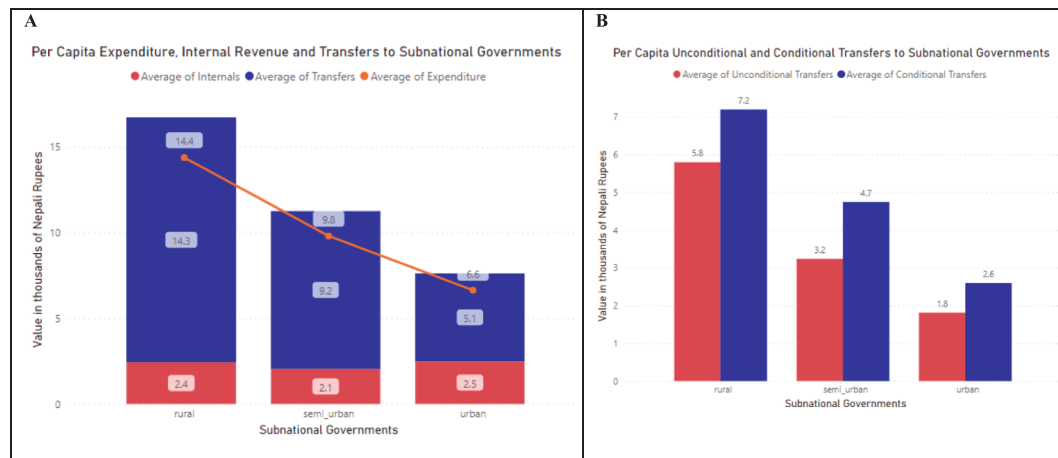 A
Per Capita Expenditure, Internal Revenue and Transfers to Subnational Governments
Average of Internals Average of Transfers Average of Expenditure
Value in thousands of Nepali Rupees
15
10
5
0
14.4
14.3
2.4
9.8
9.2
2.1
6.6
5.1
2.5
rural semi_urban urban
Subnational Governments
B
Per Capita Unconditional and Conditional Transfers to Subnational Governments
Average of Unconditional Transfers Average of Conditional Transfers
Value in thousands of Nepali Rupees
7
6
5
4
3
2
1
0
5.8
7.2
3.2
4.7
1.8
2.6
rural semi_urban urban
Subnational Governments